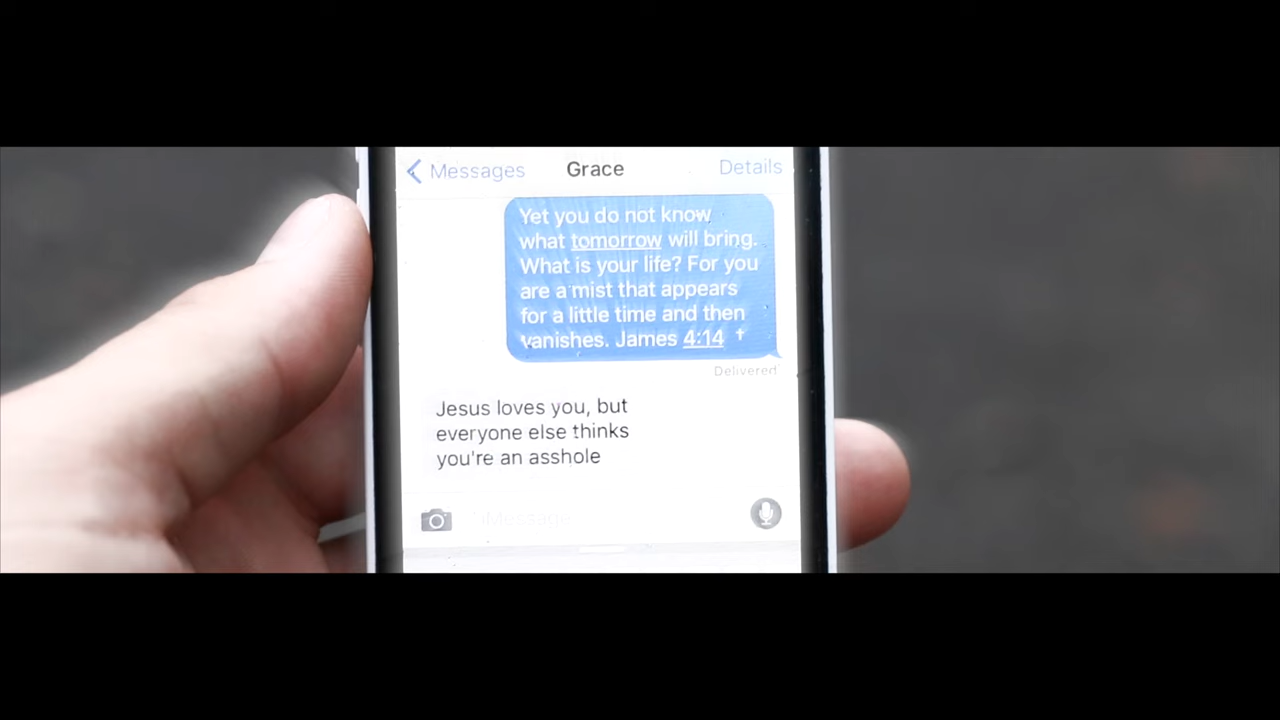 Messages Grace Details
Yet you do not know
what tomorrow will bring.
What is your life? For you
are a mist that appears
for a little time and then
vanishes. James 4:14 †
Delivered
Jesus loves you, but
everyone else thinks
you're an asshole
iMessage